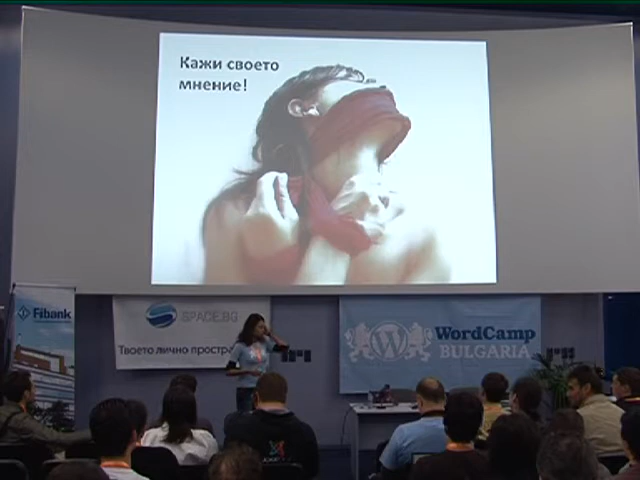 Кажи своето
мнение!
Fibank
SPACE.BG
Твоето лично простр
WordCamp
BULGARIA